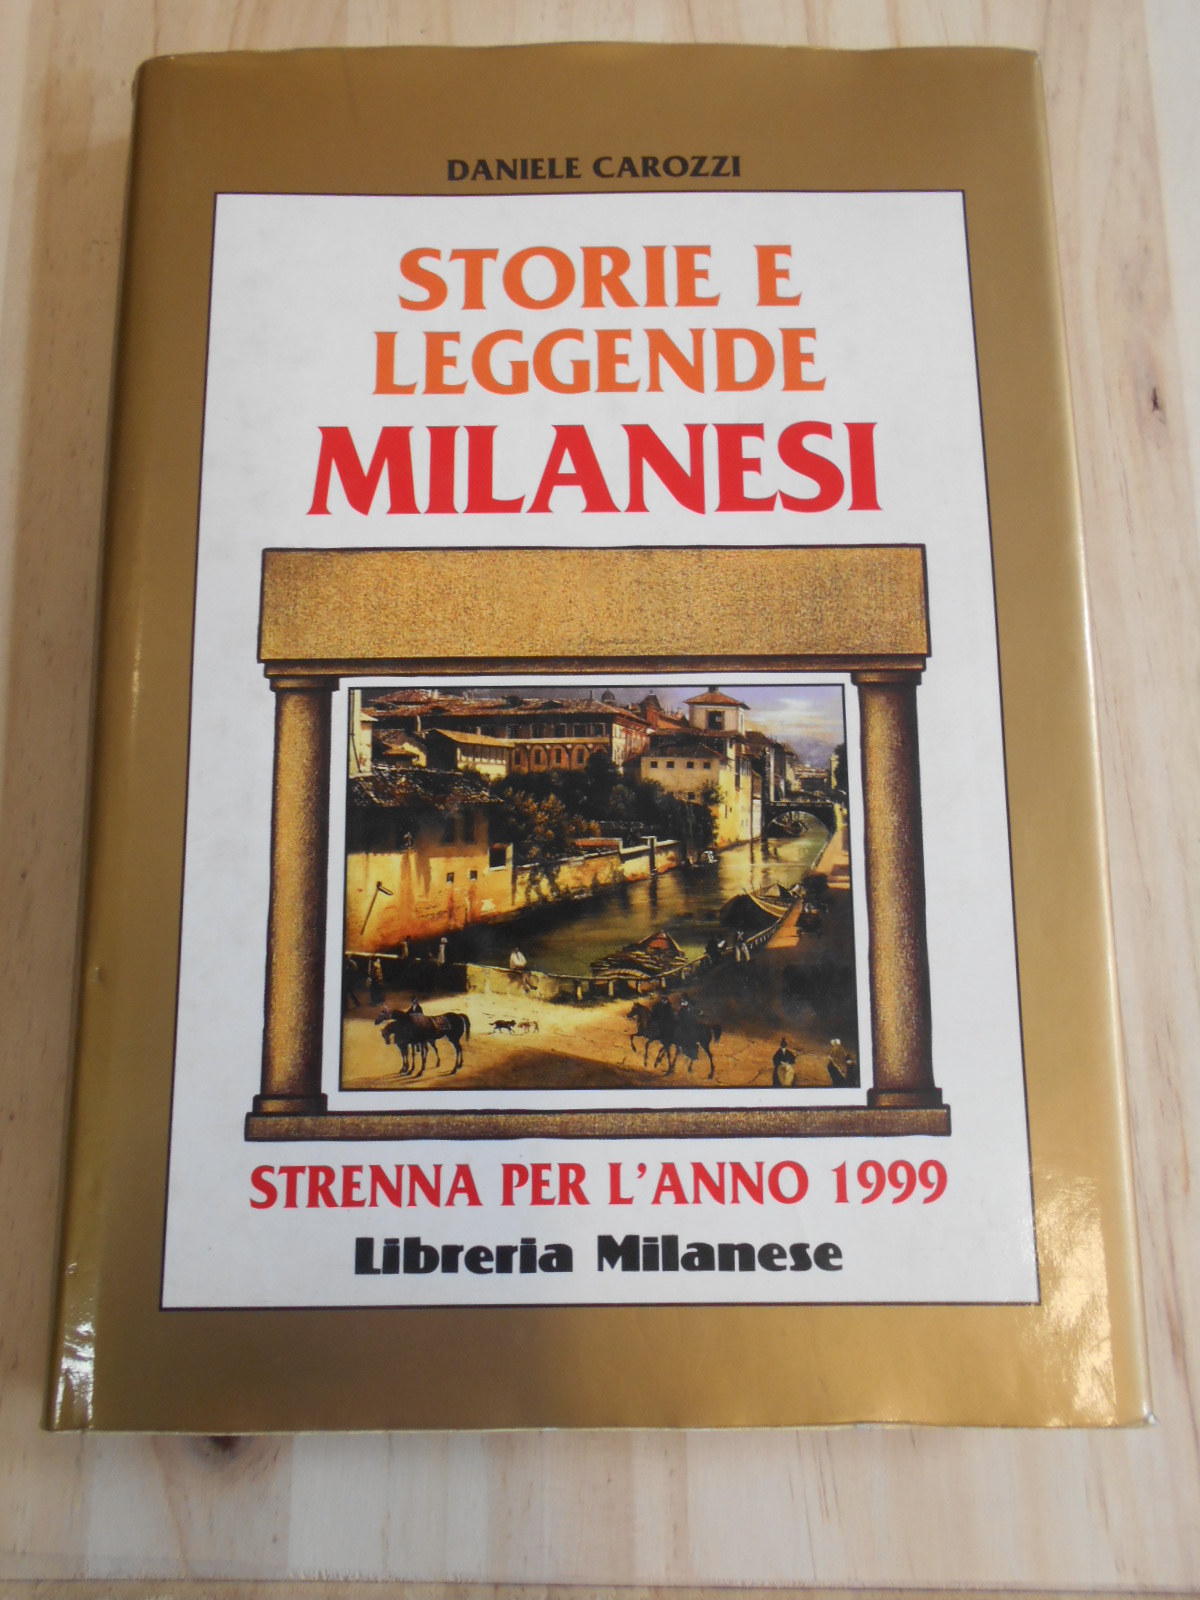 DANIELE CAROZZI
STORIE E
LEGGENDE
MILANESI
STRENNA PER L'ANNO 1999
Libreria Milanese